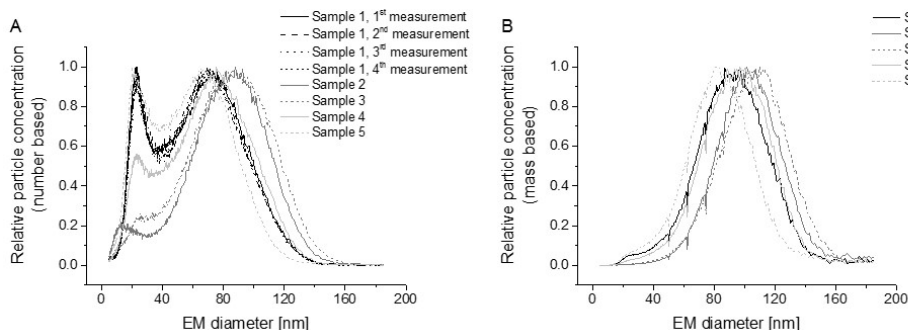 A
Sample 1, 1st measurement
Sample 1, 2nd measurement
Sample 1, 3rd measurement
Sample 1, 4th measurement
Sample 2
Sample 3
Sample 4
Sample 5
Relative particle concentration
(number based)
1.0
0.8
0.6
0.4
0.2
0.0
0 40 80 120 160 200
EM diameter [nm]
B
Relative particle concentration
(mass based)
1.0
0.8
0.6
0.4
0.2
0.0
0 40 80 120 160 200
EM diameter [nm]